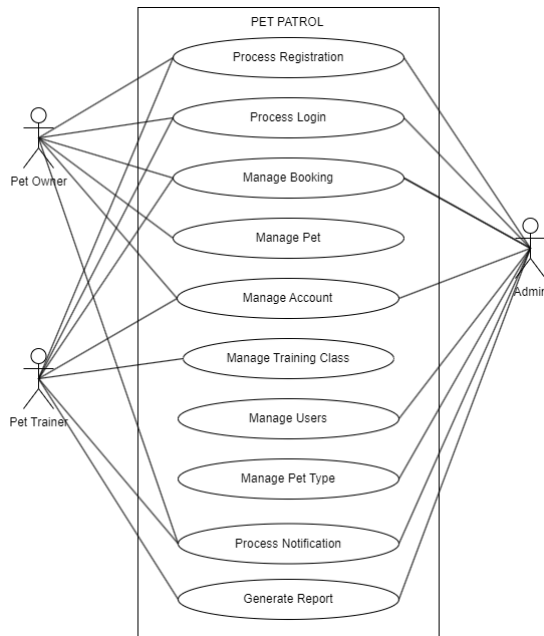 PET PATROL
Process Registration
Process Login
Pet Owner
Manage Booking
Manage Pet
Admin
Manage Account
Manage Training Class
Pet Trainer
Manage Users
Manage Pet Type
Process Notification
Generate Report